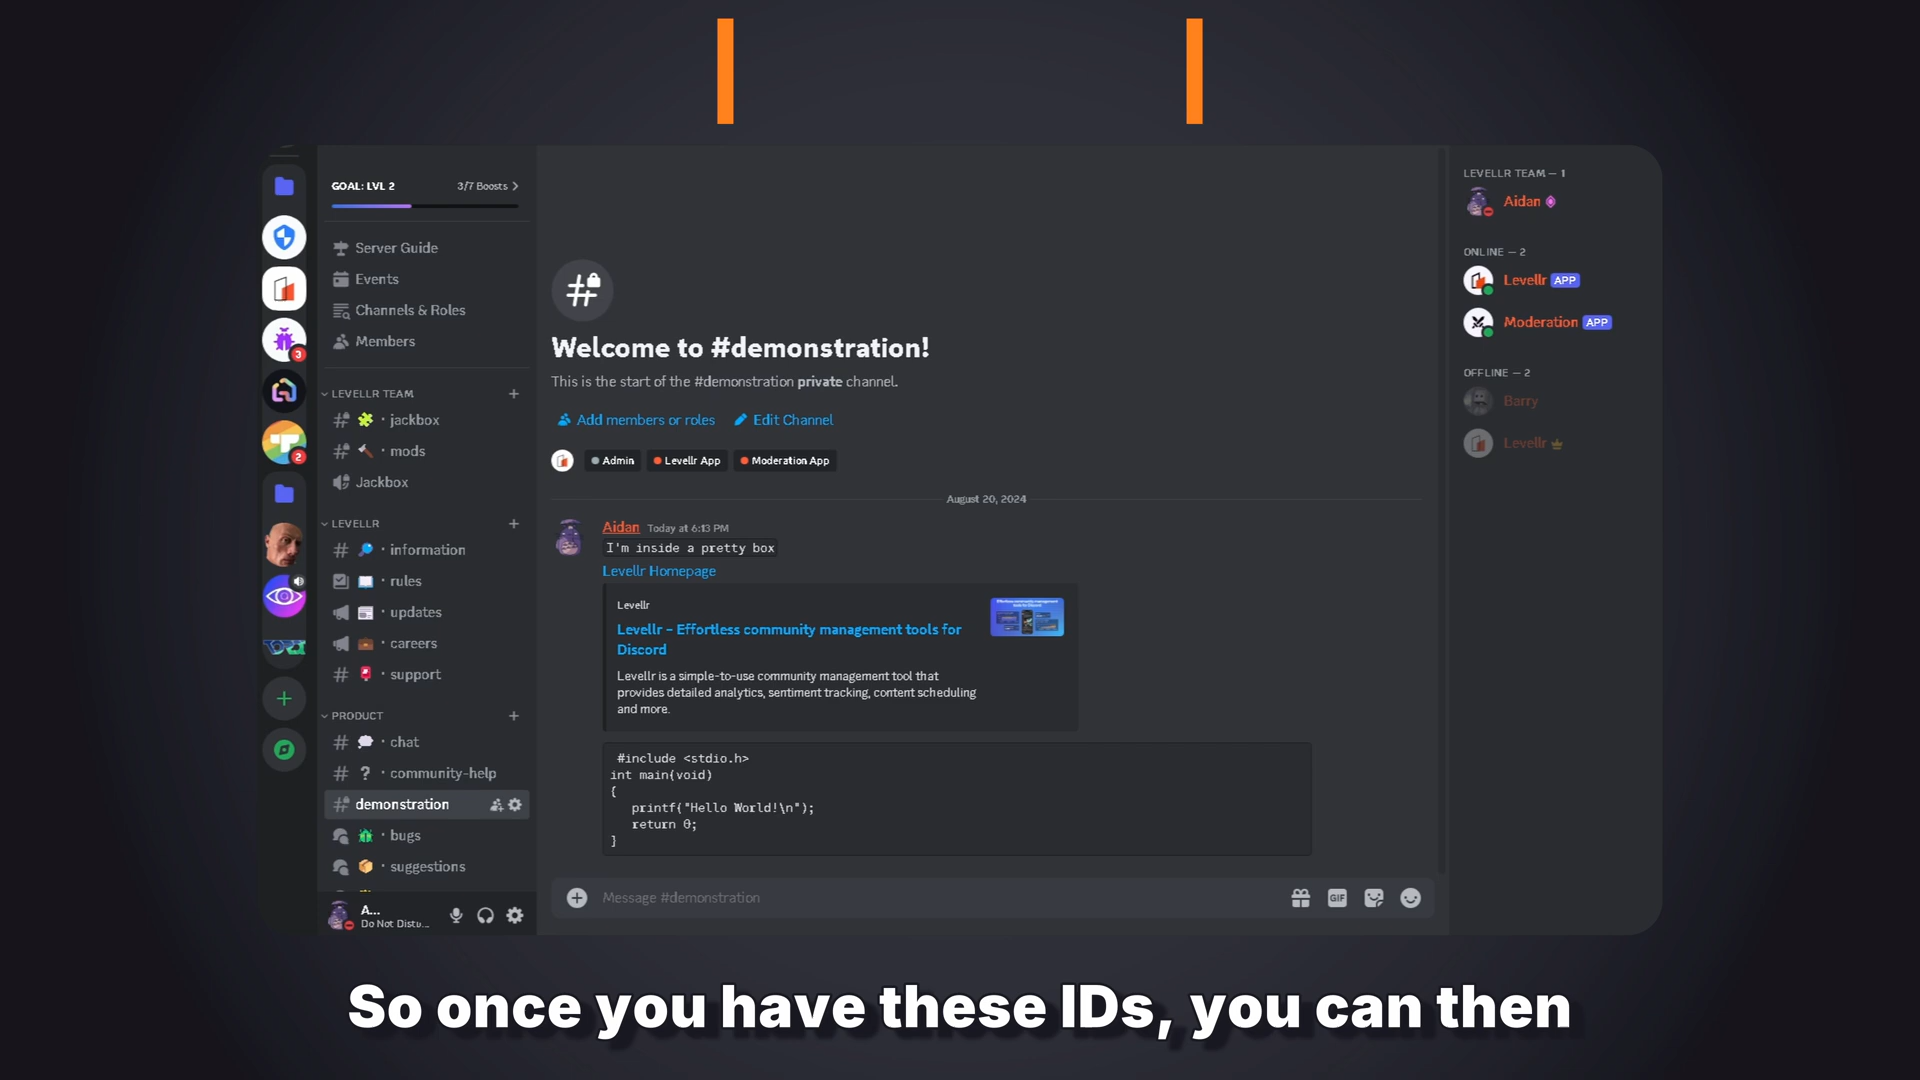 GOAL: LVL 2
3/7 Boosts
Server Guide
Events
Channels & Roles
Members
LEVELLR TEAM
jackbox
mods
Jackbox
LEVELLR
information
rules
updates
careers
support
PRODUCT
chat
community-help
demonstration
bugs
suggestions
A...
Do Not Distu...
3
2
Welcome to #demonstration!
This is the start of the #demonstration private channel.
Add members or roles
Edit Channel
Admin
Levellr App
Moderation App
August 20, 2024
Aidan Today at 6:13 PM
I'm inside a pretty box
Levellr Homepage
Levellr
Levellr – Effortless community management tools for
Discord
Levellr is a simple-to-use community management tool that
provides detailed analytics, sentiment tracking, content scheduling
and more.
#include <stdio.h>
int main(void)
{
printf("Hello World!\n");
return 0;
}
Message #demonstration
GIF
LEVELLR TEAM — 1
Aidan
ONLINE — 2
Levellr APP
Moderation APP
OFFLINE — 2
Barry
Levellr
So once you have these IDs, you can then